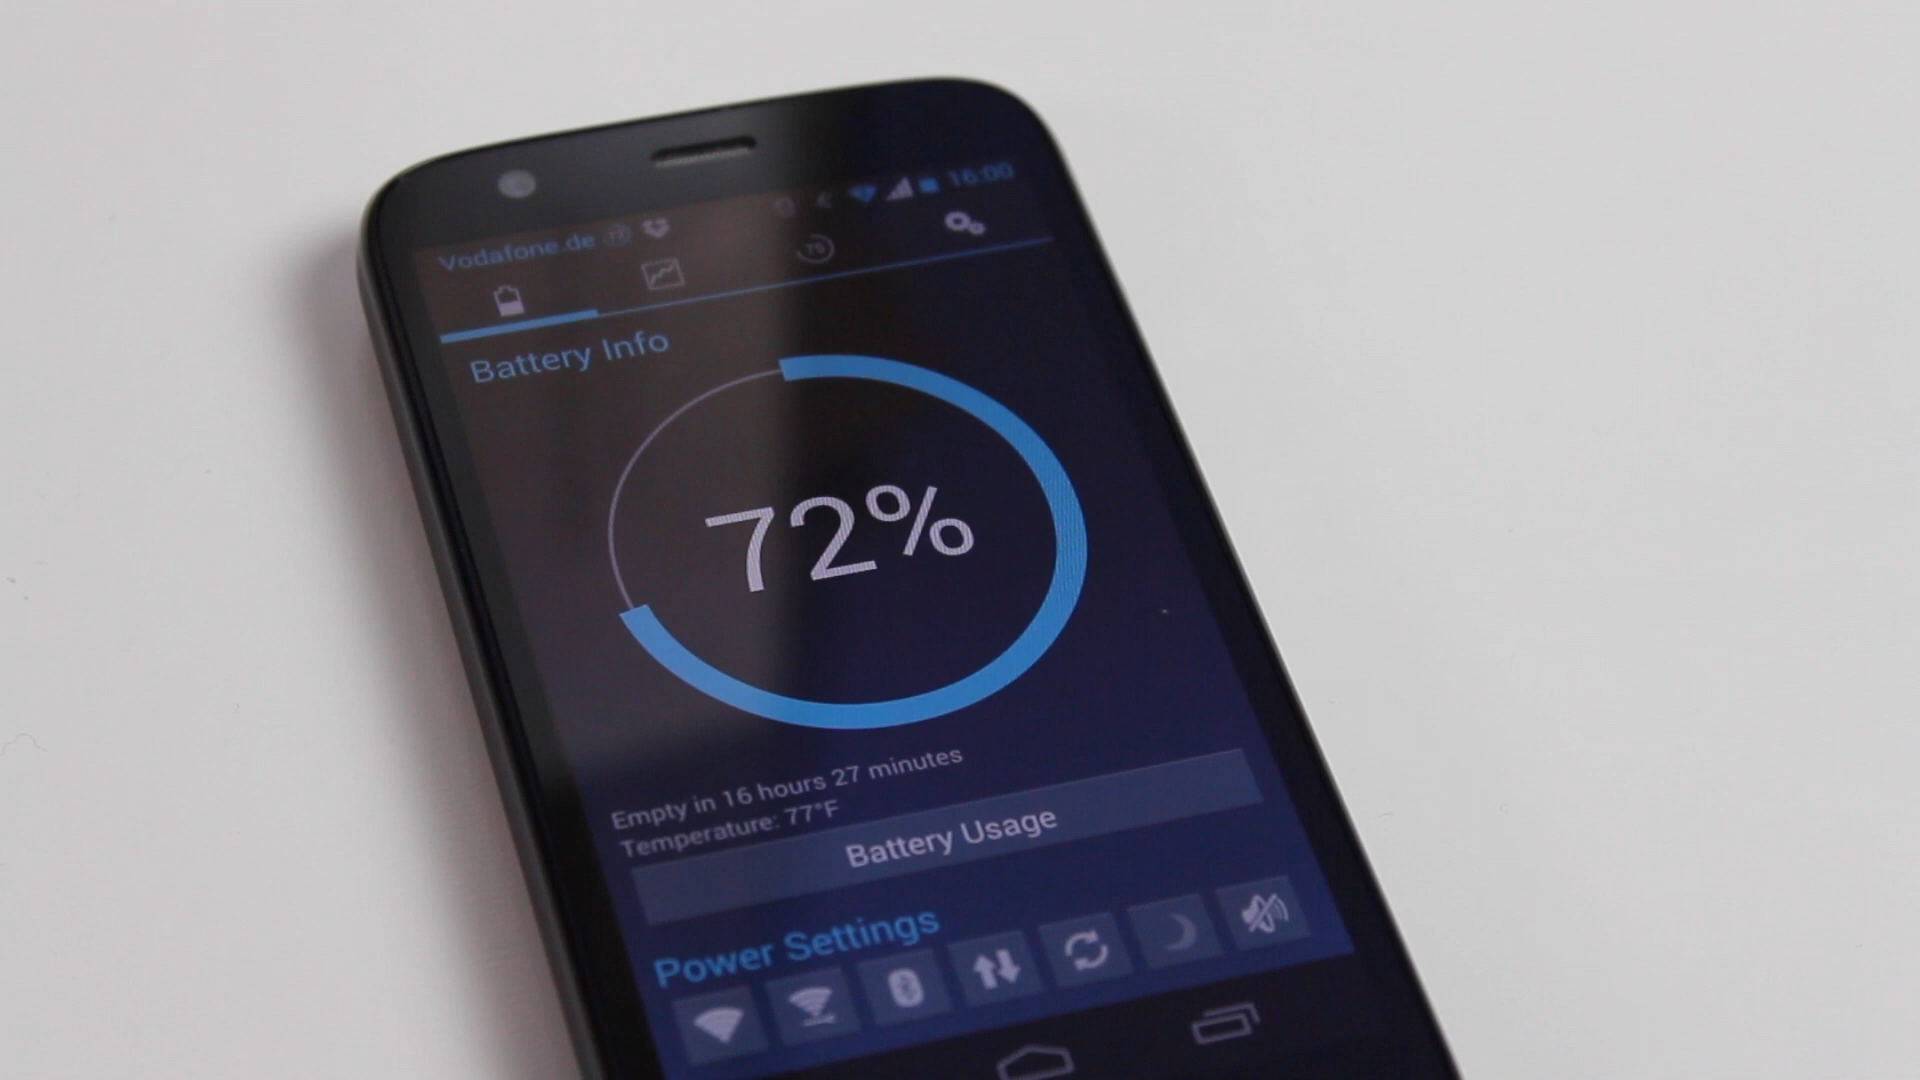 Vodafone.de 16:00
75
Battery Info
72%
Empty in 16 hours 27 minutes
Temperature: 77°F
Battery Usage
Power Settings